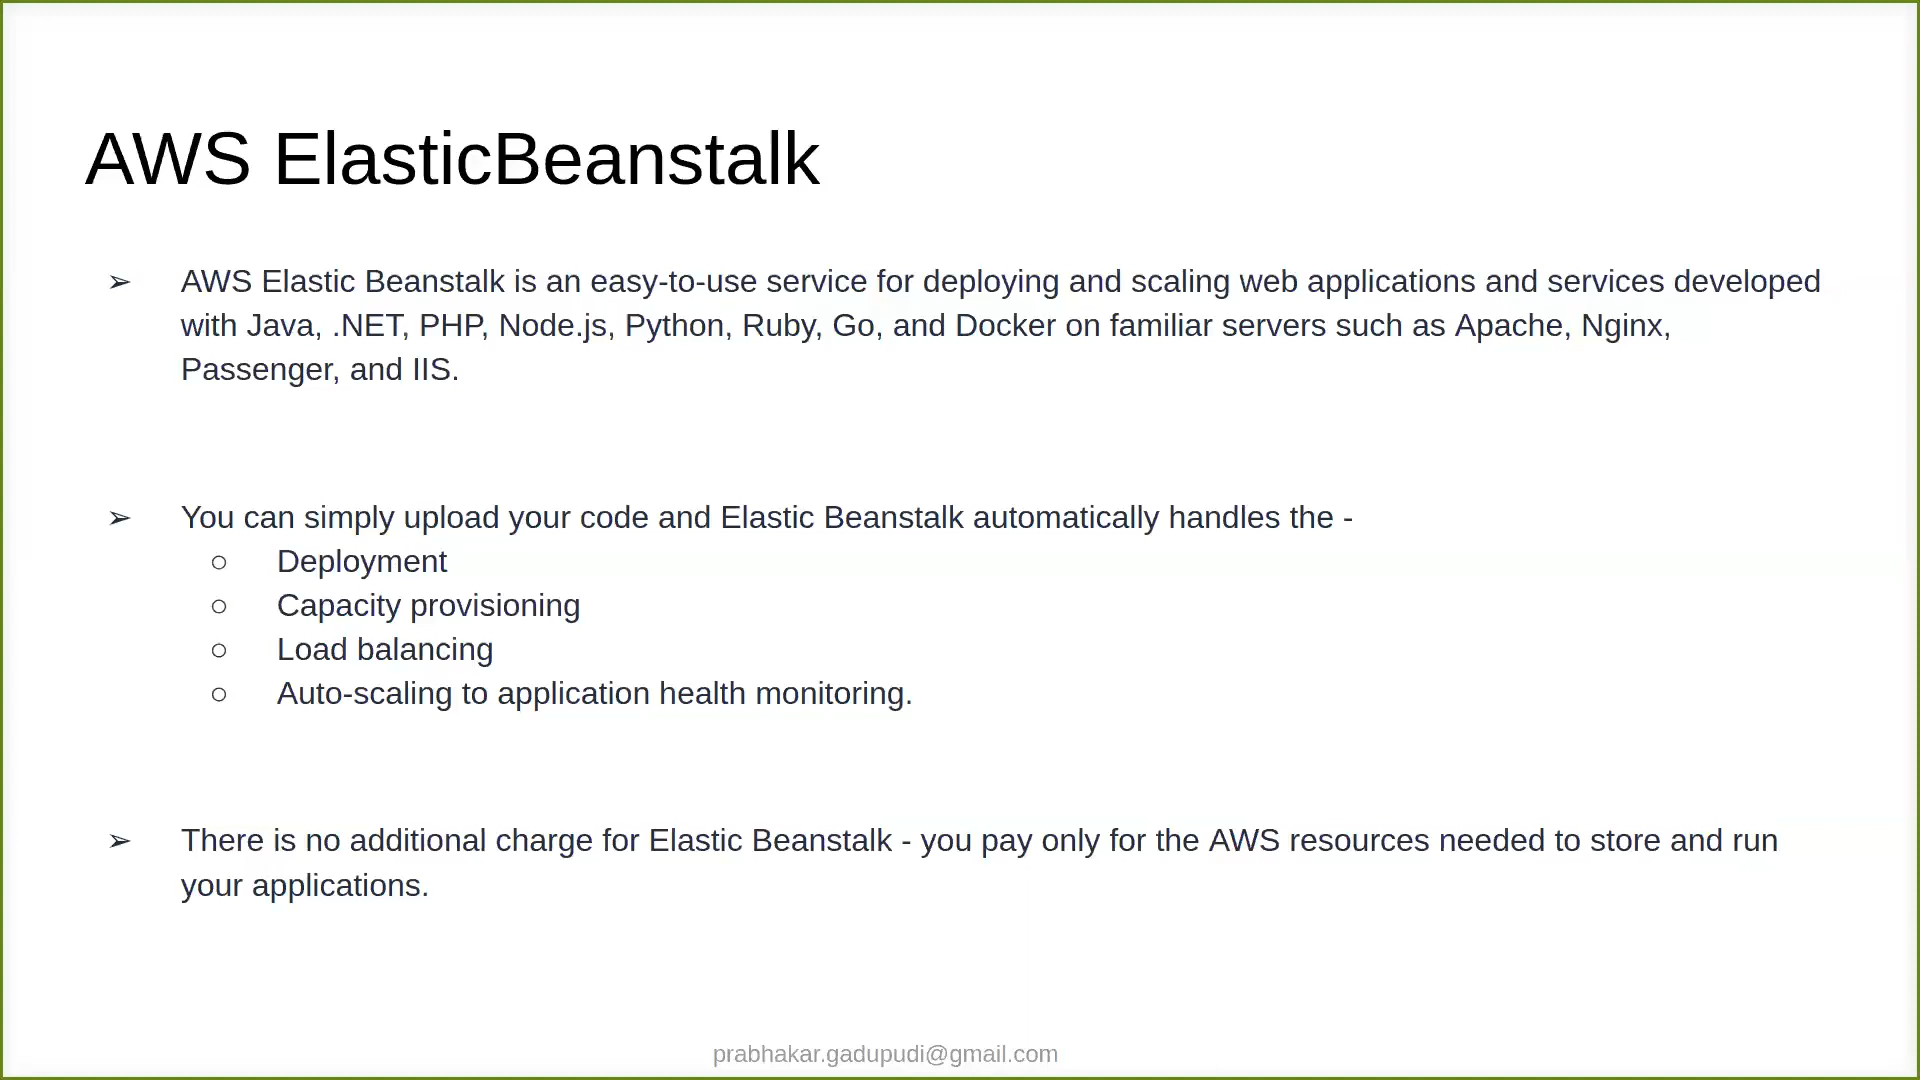 AWS ElasticBeanstalk
➢ AWS Elastic Beanstalk is an easy-to-use service for deploying and scaling web applications and services developed
with Java, .NET, PHP, Node.js, Python, Ruby, Go, and Docker on familiar servers such as Apache, Nginx,
Passenger, and IIS.
➢ You can simply upload your code and Elastic Beanstalk automatically handles the -
○ Deployment
○ Capacity provisioning
○ Load balancing
○ Auto-scaling to application health monitoring.
➢ There is no additional charge for Elastic Beanstalk - you pay only for the AWS resources needed to store and run
your applications.
prabhakar.gadupudi@gmail.com